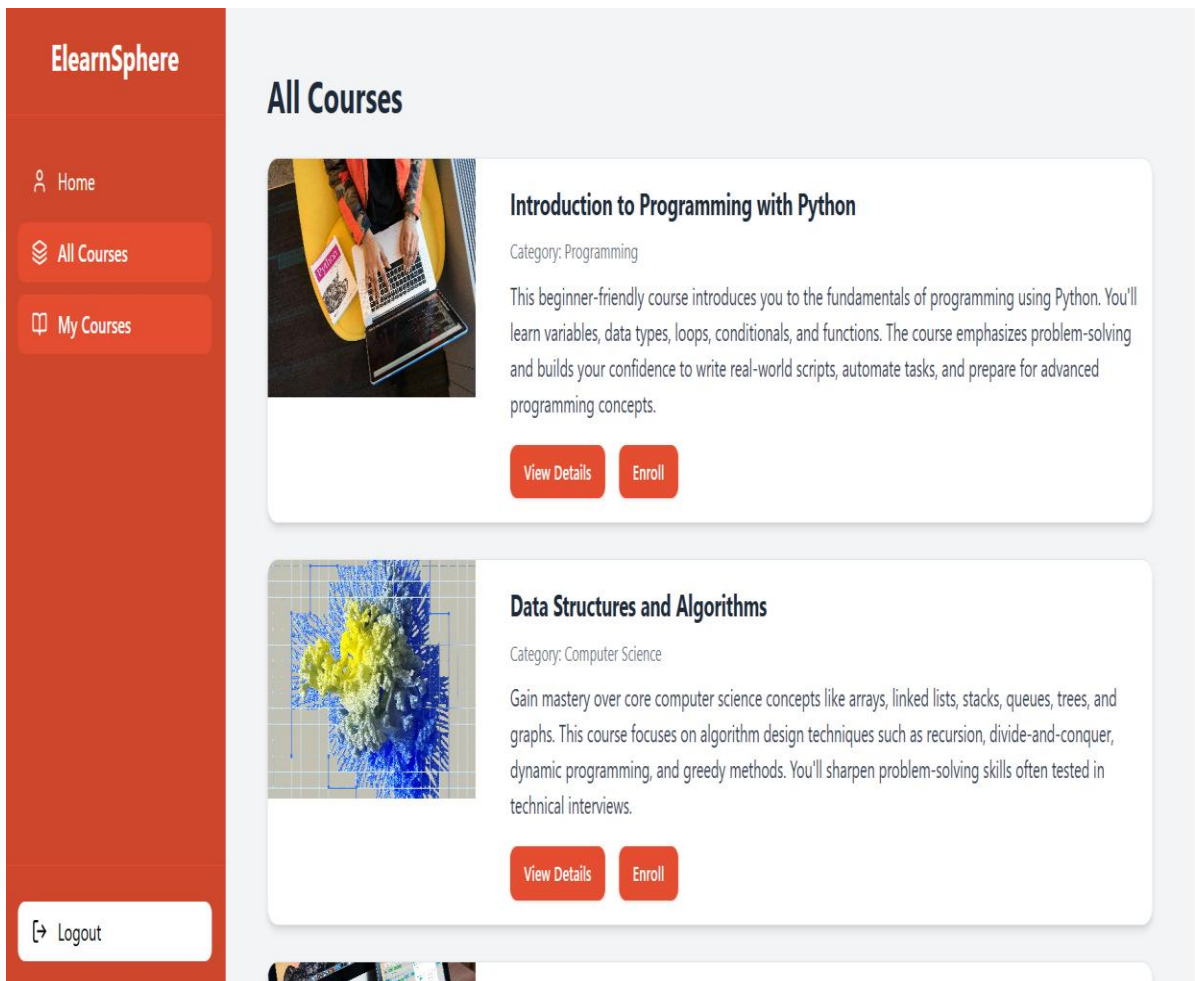 ElearnSphere
Home
All Courses
My Courses
Logout
All Courses
Python
Introduction to Programming with Python
Category: Programming
This beginner-friendly course introduces you to the fundamentals of programming using Python. You'll
learn variables, data types, loops, conditionals, and functions. The course emphasizes problem-solving
and builds your confidence to write real-world scripts, automate tasks, and prepare for advanced
programming concepts.
View Details
Enroll
Data Structures and Algorithms
Category: Computer Science
Gain mastery over core computer science concepts like arrays, linked lists, stacks, queues, trees, and
graphs. This course focuses on algorithm design techniques such as recursion, divide-and-conquer,
dynamic programming, and greedy methods. You'll sharpen problem-solving skills often tested in
technical interviews.
View Details
Enroll